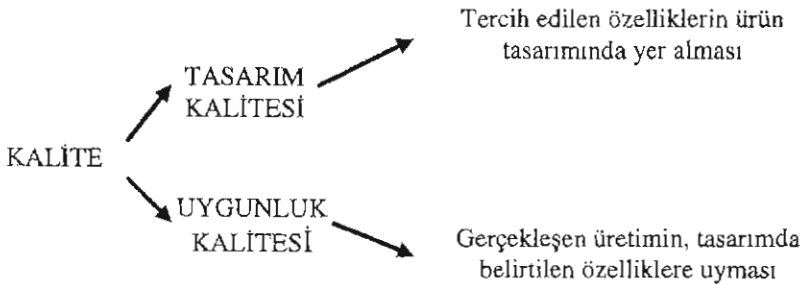 Tercih edilen özelliklerin ürün
tasarımında yer alması
TASARIM
KALİTESİ
KALİTE
UYGUNLUK
KALİTESİ
Gerçekleşen üretimin, tasarımda
belirtilen özelliklere uyması